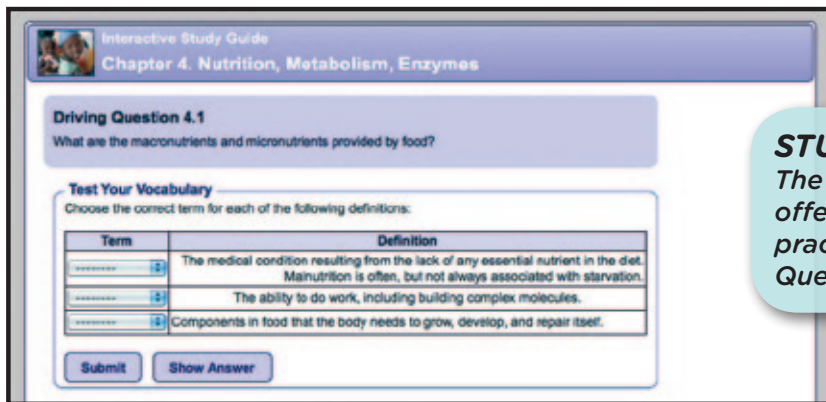 Interactive Study Guide
Chapter 4. Nutrition, Metabolism, Enzymes
Driving Question 4.1
What are the macronutrients and micronutrients provided by food?
Test Your Vocabulary
Choose the correct term for each of the following definitions:
Term Definition
--------
The medical condition resulting from the lack of any essential nutrient in the diet.
Malnutrition is often, but not always associated with starvation.
--------
The ability to do work, including building complex molecules.
--------
Components in food that the body needs to grow, develop, and repair itself.
Submit Show Answer
STU
The
offe
prac
Que